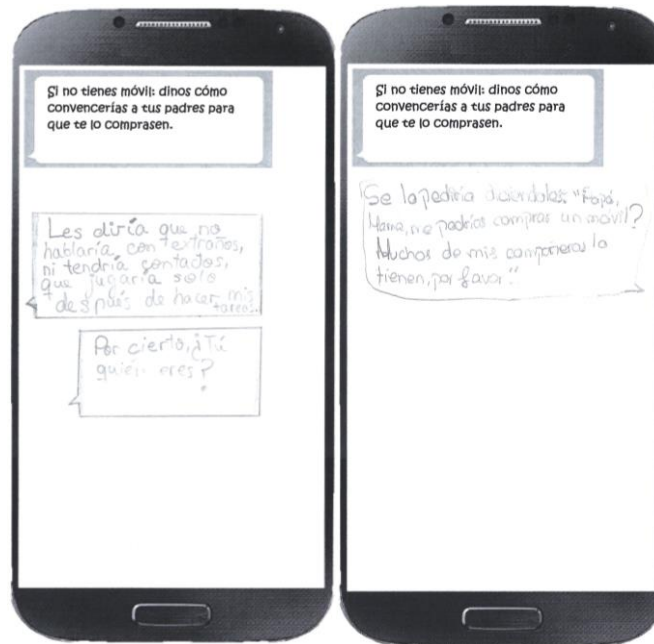 Si no tienes móvil: dinos cómo
convencerías a tus padres para
que te lo comprasen.
Les diría que no
hablaría con extraños,
ni tendría contactos,
que jugaría solo
después de hacer mis
tareas.
Por cierto, ¿Tú
quién eres?
Si no tienes móvil: dinos cómo
convencerías a tus padres para
que te lo comprasen.
Se lo pediría diciendoles: "Papá,
Mamá, me podríais comprar un móvil?
Muchos de mis compañeros lo
tienen, por favor."